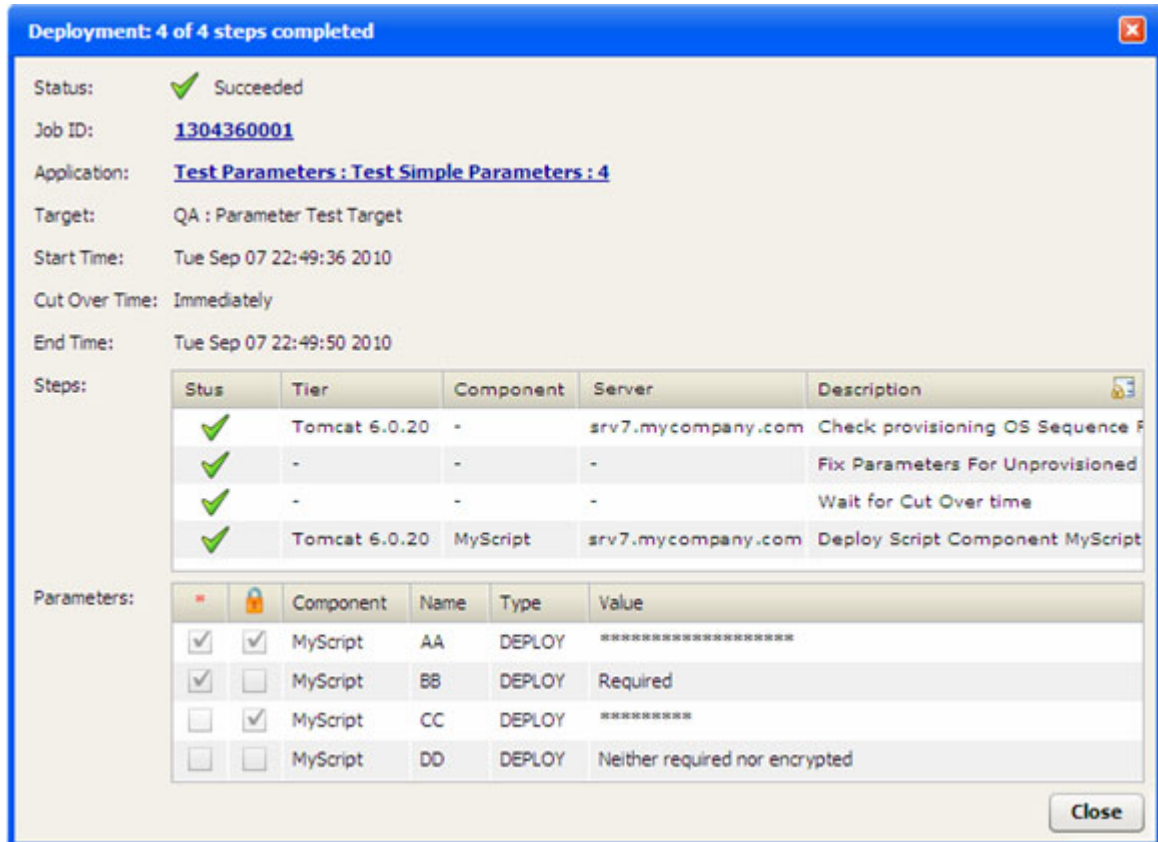 Deployment: 4 of 4 steps completed
Status: Succeeded
Job ID: 1304360001
Application: Test Parameters : Test Simple Parameters : 4
Target: QA : Parameter Test Target
Start Time: Tue Sep 07 22:49:36 2010
Cut Over Time: Immediately
End Time: Tue Sep 07 22:49:50 2010
Steps: Stus Tier Component Server Description
Tomcat 6.0.20 - srv7.mycompany.com Check provisioning OS Sequence
- - - Fix Parameters For Unprovisioned
- - - Wait for Cut Over time
Tomcat 6.0.20 MyScript srv7.mycompany.com Deploy Script Component MyScript
Parameters: * Component Name Type Value
MyScript AA DEPLOY *******************
MyScript BB DEPLOY Required
MyScript CC DEPLOY *********
MyScript DD DEPLOY Neither required nor encrypted
Close